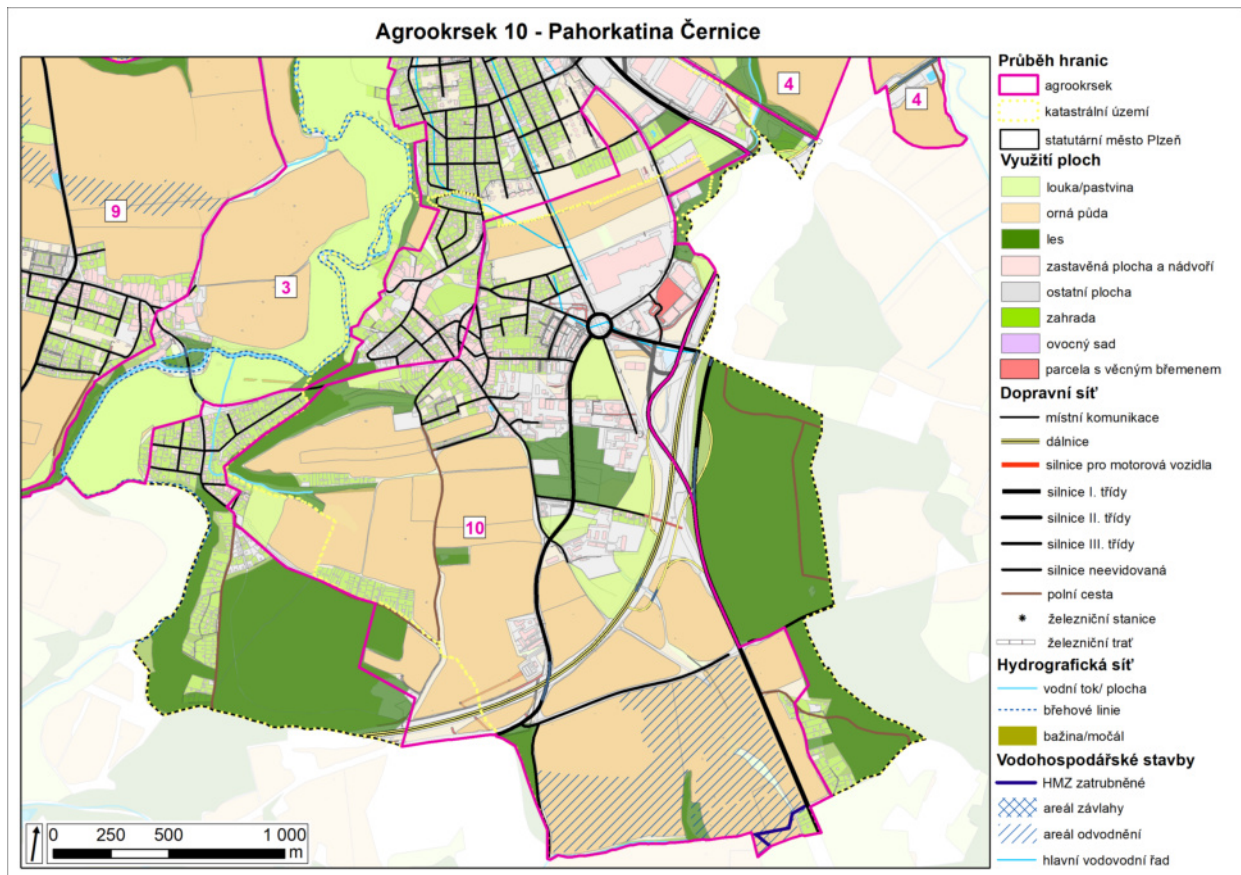 Agrookrsek 10 - Pahorkatina Černice
4
4
9
3
10
0 250 500 1 000
m
Průběh hranic
agrookrsek
katastrální území
statutární město Plzeň
Využití ploch
louka/pastvina
orná půda
les
zastavěná plocha a nádvoří
ostatní plocha
zahrada
ovocný sad
parcela s věcným břemenem
Dopravní síť
místní komunikace
dálnice
silnice pro motorová vozidla
silnice I. třídy
silnice II. třídy
silnice III. třídy
silnice neevidovaná
polní cesta
železniční stanice
železniční trať
Hydrografická síť
vodní tok/ plocha
břehové linie
bažina/močál
Vodohospodářské stavby
HMZ zatrubněné
areál závlahy
areál odvodnění
hlavní vodovodní řad